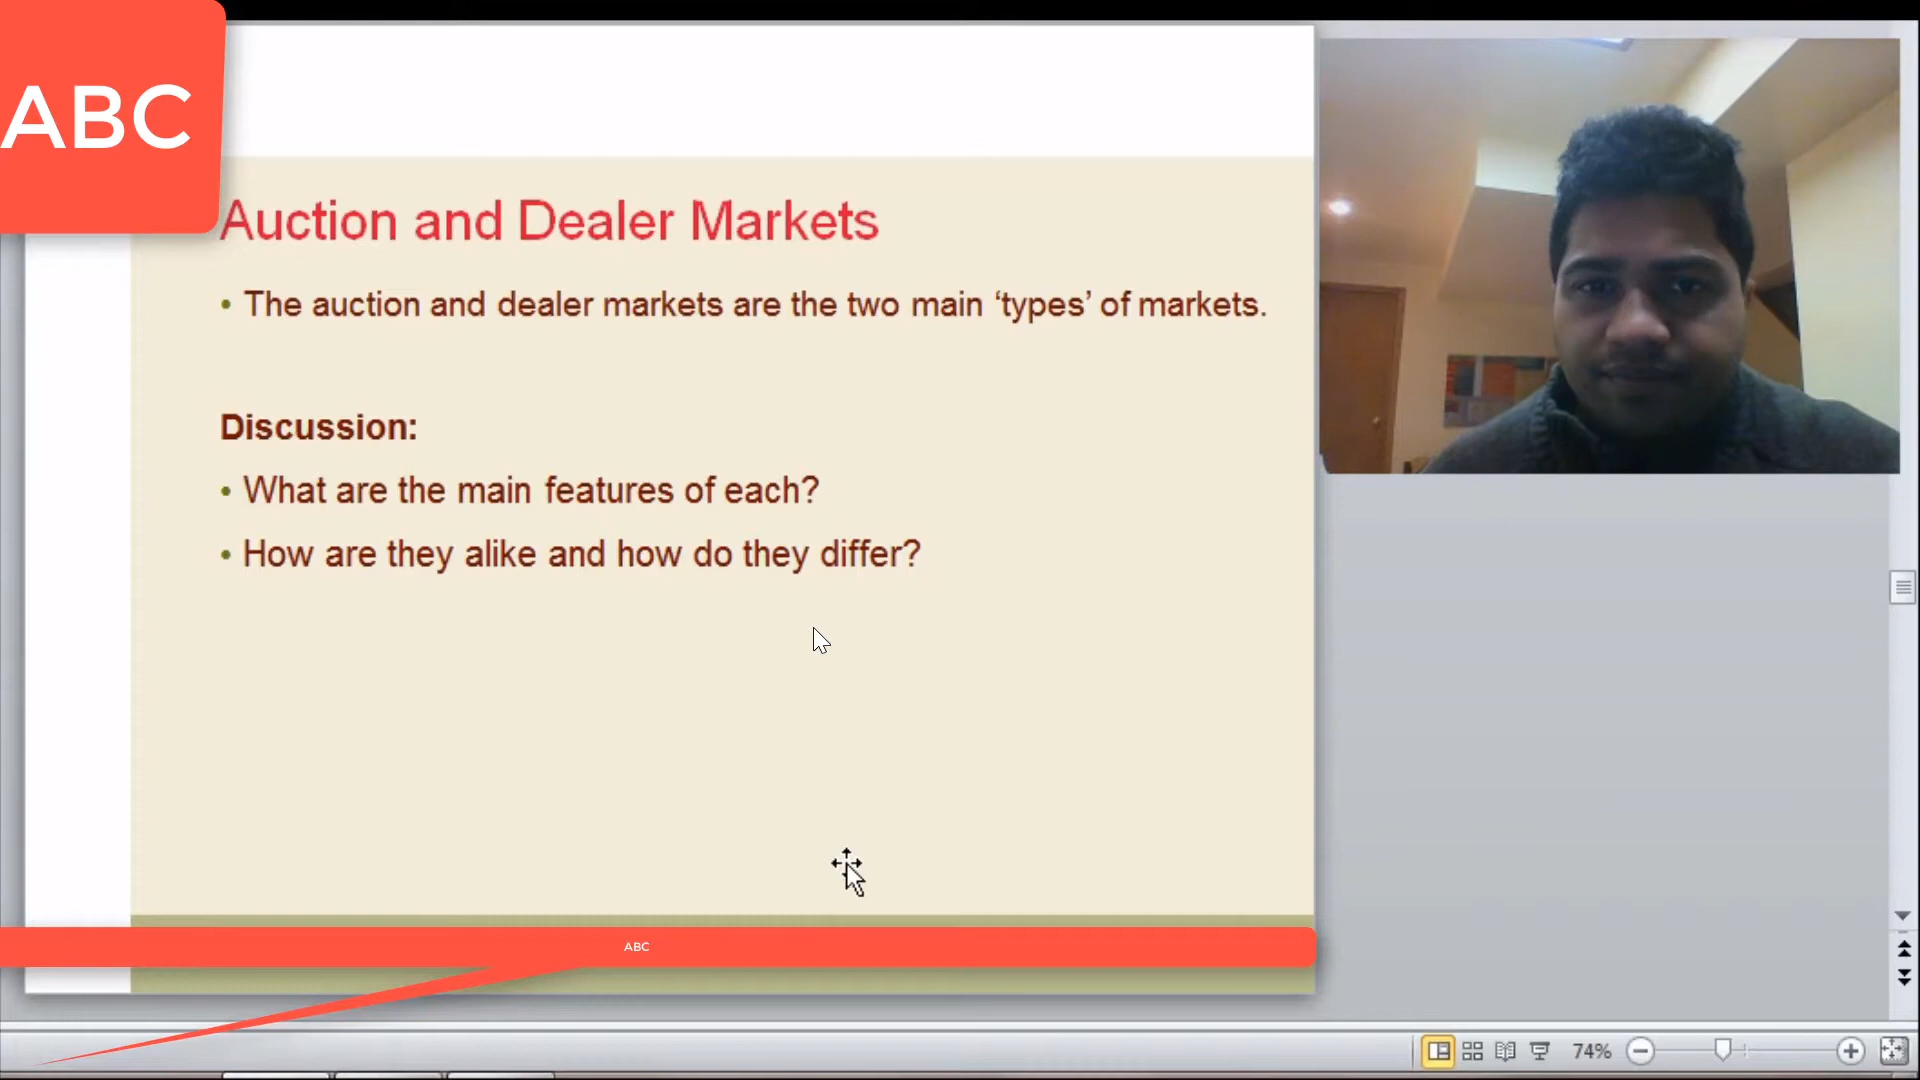 ABC
Auction and Dealer Markets
• The auction and dealer markets are the two main ‘types’ of markets.
Discussion:
• What are the main features of each?
• How are they alike and how do they differ?
ABC
74%